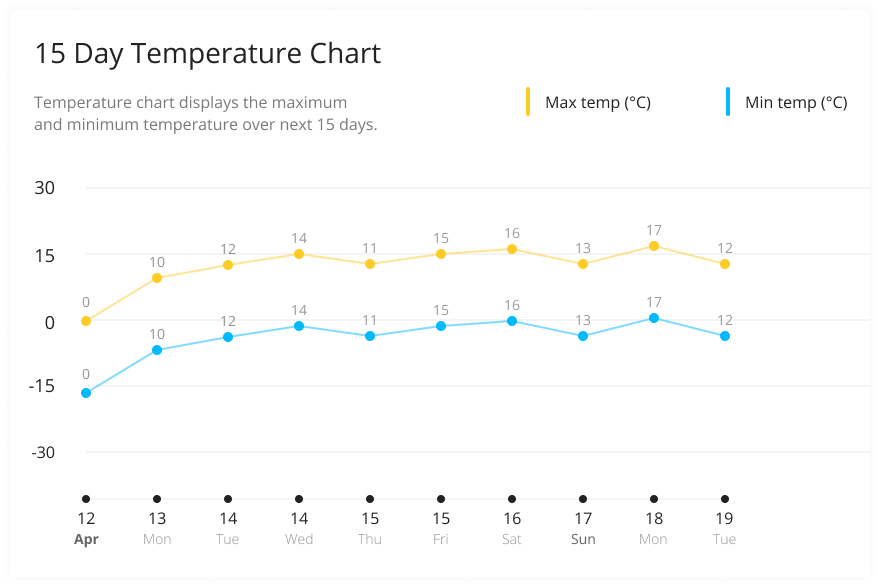 15 Day Temperature Chart
Temperature chart displays the maximum
and minimum temperature over next 15 days.
Max temp (°C)
Min temp (°C)
30
15
0
-15
-30
0 10 12 14 11 15 16 13 17 12
0 10 12 14 11 15 16 13 17 12
12 13 14 14 15 15 16 17 18 19
Apr Mon Tue Wed Thu Fri Sat Sun Mon Tue